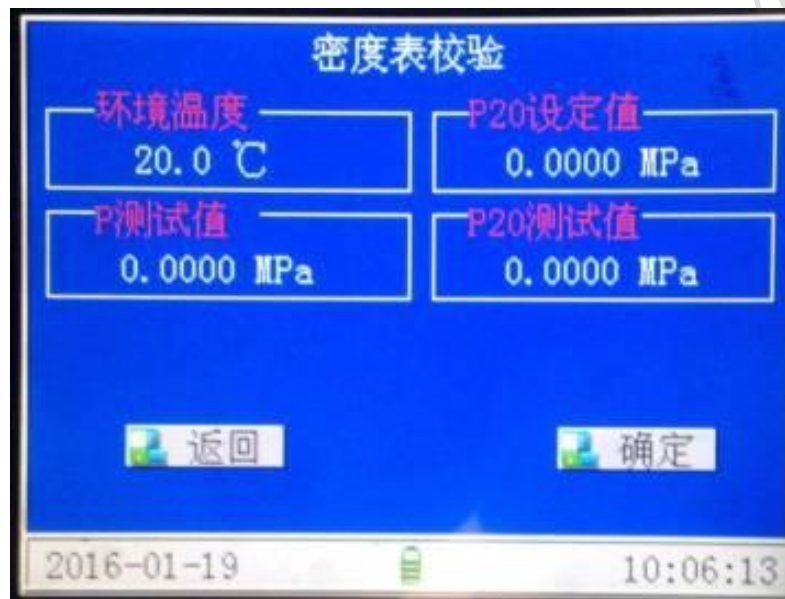 密度表校验
环境温度
20.0 ℃
P20设定值
0.0000 MPa
P测试值
0.0000 MPa
P20测试值
0.0000 MPa
返回
确定
2016-01-19
10:06:13